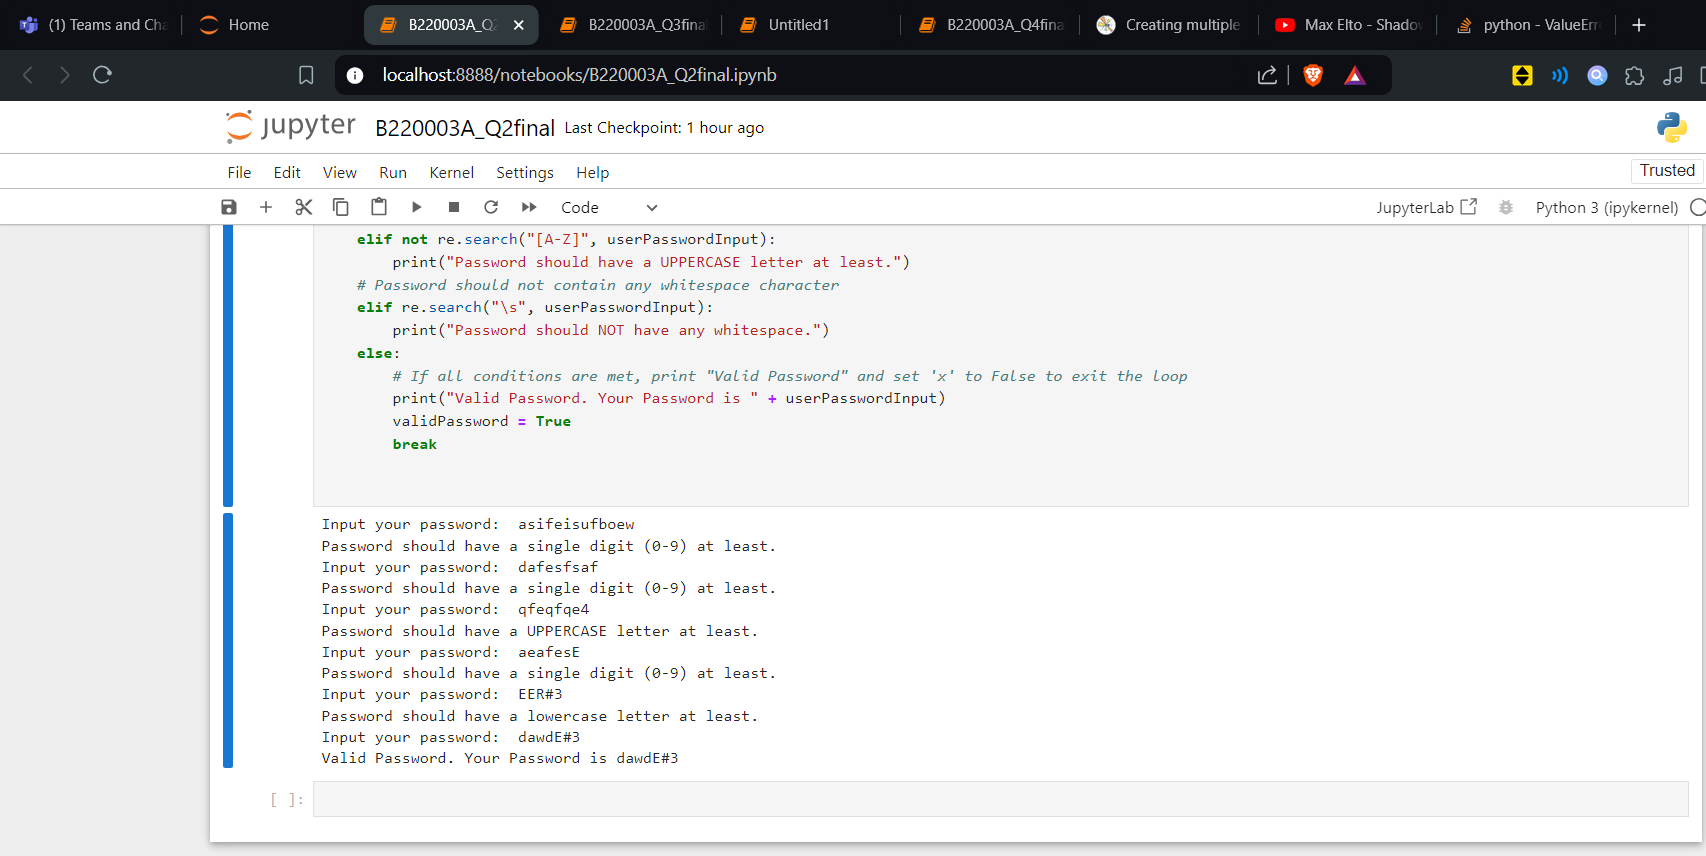 (1) Teams and Cha
Home
B220003A_Q2
B220003A_Q3final
Untitled1
B220003A_Q4fina
Creating multiple
Max Elto - Shadow
python - ValueErro
localhost:8888/notebooks/B220003A_Q2final.ipynb
jupyter B220003A_Q2final Last Checkpoint: 1 hour ago
File Edit View Run Kernel Settings Help
Trusted
Code
JupyterLab
Python 3 (ipykernel)
elif not re.search("[A-Z]", userPasswordInput):
print("Password should have a UPPERCASE letter at least.")
# Password should not contain any whitespace character
elif re.search("\s", userPasswordInput):
print("Password should NOT have any whitespace.")
else:
# If all conditions are met, print "Valid Password" and set 'x' to False to exit the loop
print("Valid Password. Your Password is " + userPasswordInput)
validPassword = True
break
Input your password:  asifeisufboew
Password should have a single digit (0-9) at least.
Input your password:  dafesfsaf
Password should have a single digit (0-9) at least.
Input your password:  qfeqfqe4
Password should have a UPPERCASE letter at least.
Input your password:  aeafesE
Password should have a single digit (0-9) at least.
Input your password:  EER#3
Password should have a lowercase letter at least.
Input your password:  dawdE#3
Valid Password. Your Password is dawdE#3
[ ]: